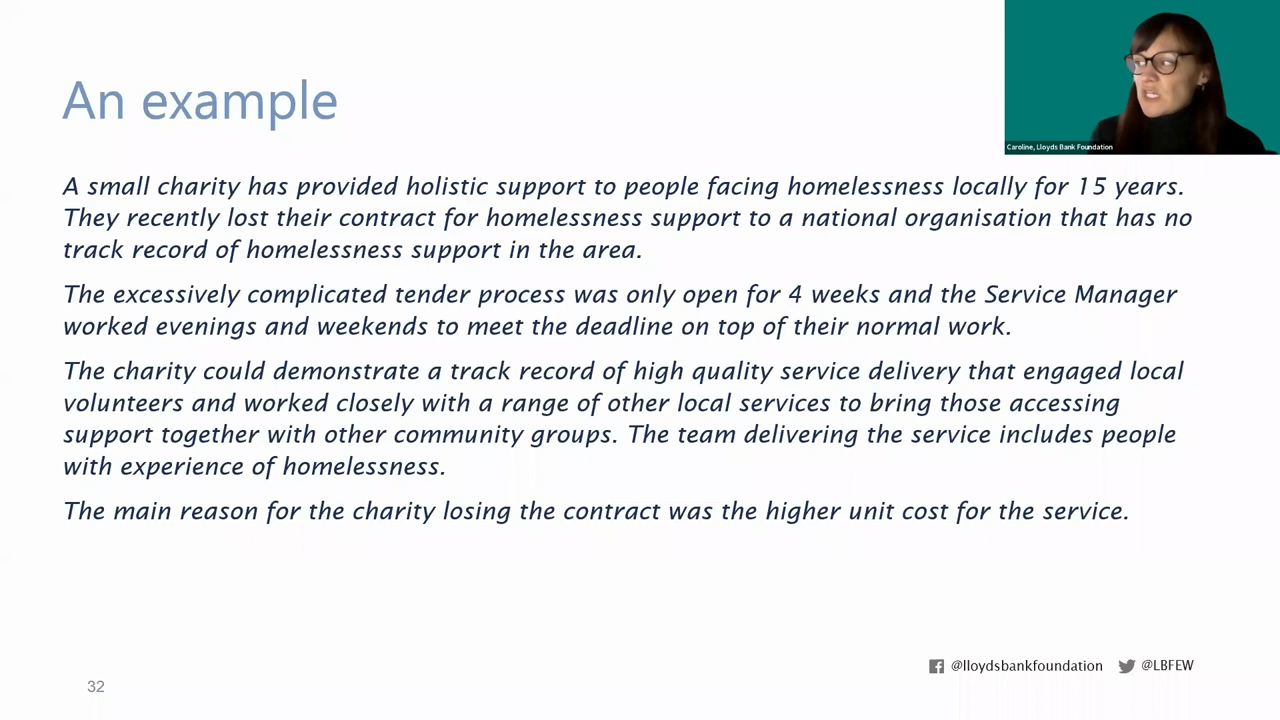 An example
Caroline, Lloyds Bank Foundation
A small charity has provided holistic support to people facing homelessness locally for 15 years.
They recently lost their contract for homelessness support to a national organisation that has no
track record of homelessness support in the area.
The excessively complicated tender process was only open for 4 weeks and the Service Manager
worked evenings and weekends to meet the deadline on top of their normal work.
The charity could demonstrate a track record of high quality service delivery that engaged local
volunteers and worked closely with a range of other local services to bring those accessing
support together with other community groups. The team delivering the service includes people
with experience of homelessness.
The main reason for the charity losing the contract was the higher unit cost for the service.
@lloydsbankfoundation @LBFEW
32